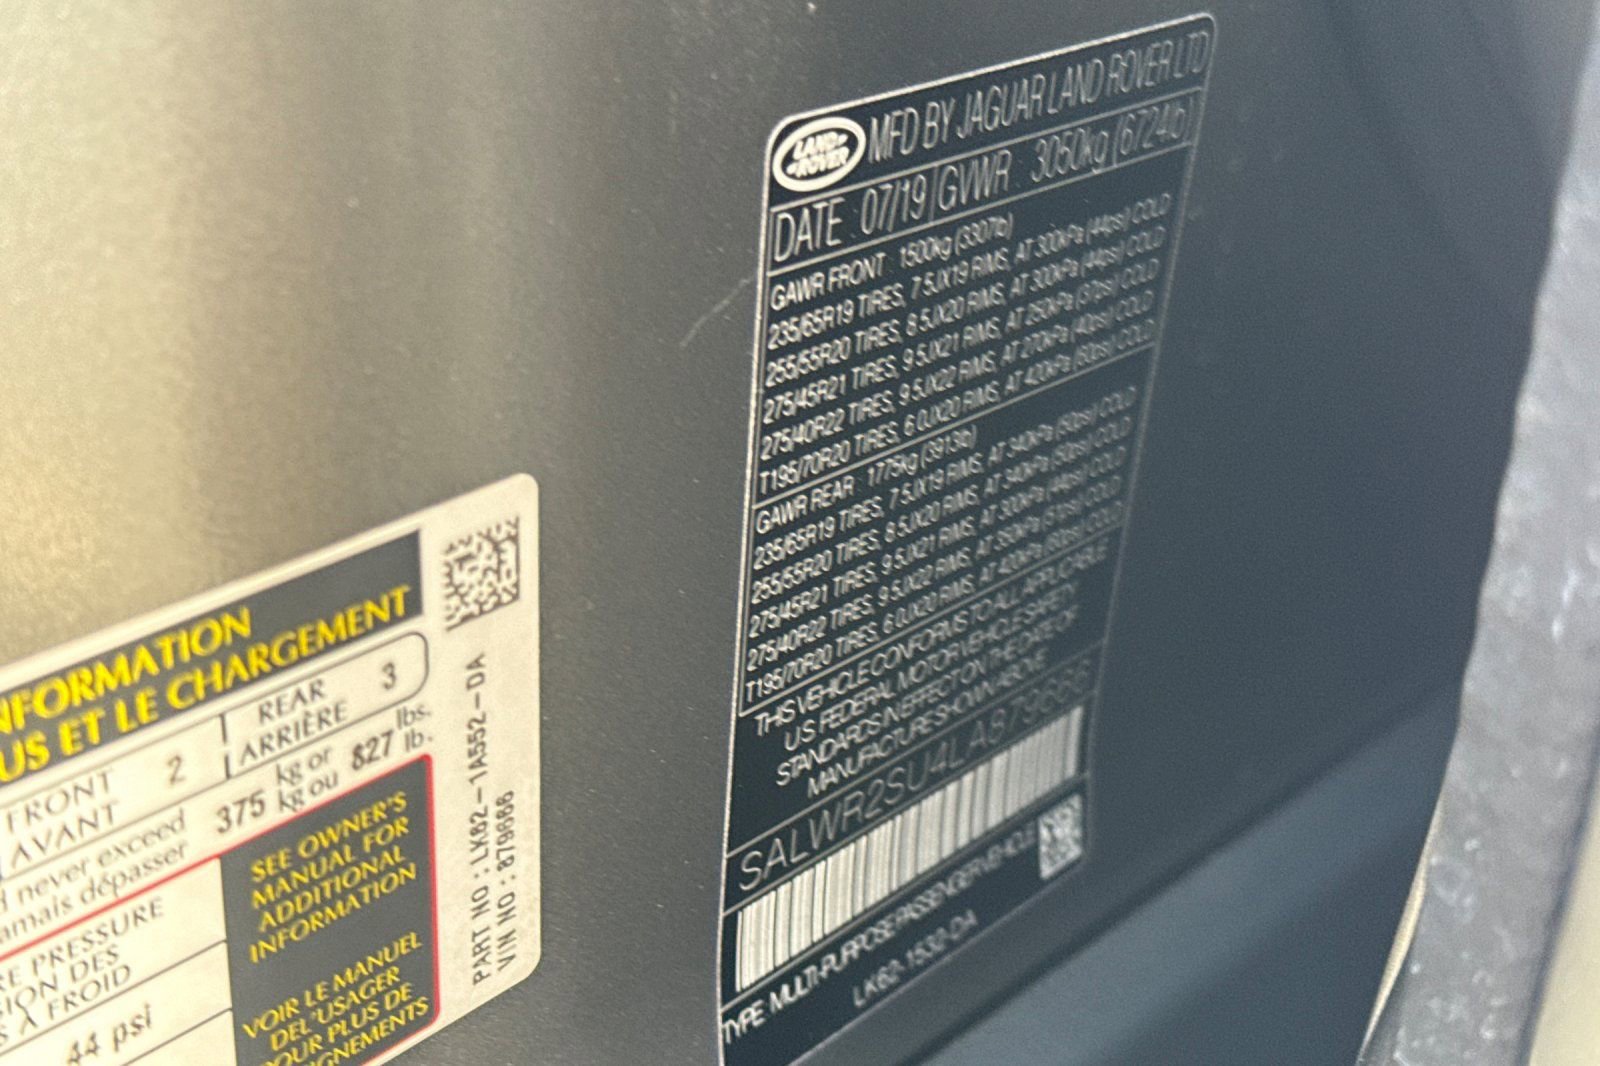 NFORMATION
US ET LE CHARGEMENT
FRONT
AVANT 2
REAR
ARRIÈRE 3
never exceed
amais dépasser 375 kg or
kg ou 827 lbs.
lb.
E PRESSURE
ION DES
S À FROID
44 psi
SEE OWNER'S
MANUAL FOR
ADDITIONAL
INFORMATION
VOIR LE MANUEL
DEL'USAGER
POUR PLUS DE
IGNEMENTS
PART NO : LK62-1A552-DA
VIN NO : 879666
LAND
ROVER
MFD BY JAGUAR LAND ROVER LTD
DATE : 07/19 GVWR : 3050kg (6724lb)
GAWR FRONT : 1500kg (3307lb)
235/65R19 TIRES, 7.5JX19 RIMS, AT 300kPa (44psi) COLD
255/55R20 TIRES, 8.5JX20 RIMS, AT 300kPa (44psi) COLD
275/45R21 TIRES, 9.5JX21 RIMS, AT 250kPa (37psi) COLD
275/40R22 TIRES, 9.5JX22 RIMS, AT 270kPa (40psi) COLD
T195/70R20 TIRES, 6.0JX20 RIMS, AT 420kPa (60psi) COLD
GAWR REAR : 1775kg (3913lb)
235/65R19 TIRES, 7.5JX19 RIMS, AT 340kPa (50psi) COLD
255/55R20 TIRES, 8.5JX20 RIMS, AT 340kPa (50psi) COLD
275/45R21 TIRES, 9.5JX21 RIMS, AT 300kPa (44psi) COLD
275/40R22 TIRES, 9.5JX22 RIMS, AT 350kPa (51psi) COLD
T195/70R20 TIRES, 6.0JX20 RIMS, AT 420kPa (60psi) COLD
THIS VEHICLE CONFORMS TO ALL APPLICABLE
U.S. FEDERAL MOTOR VEHICLE SAFETY
STANDARDS IN EFFECT ON THE DATE OF
MANUFACTURE SHOWN ABOVE
SALWR2SU4LA879666
TYPE: MULTI-PURPOSE PASSENGER VEHICLE
LK62-1532-DA